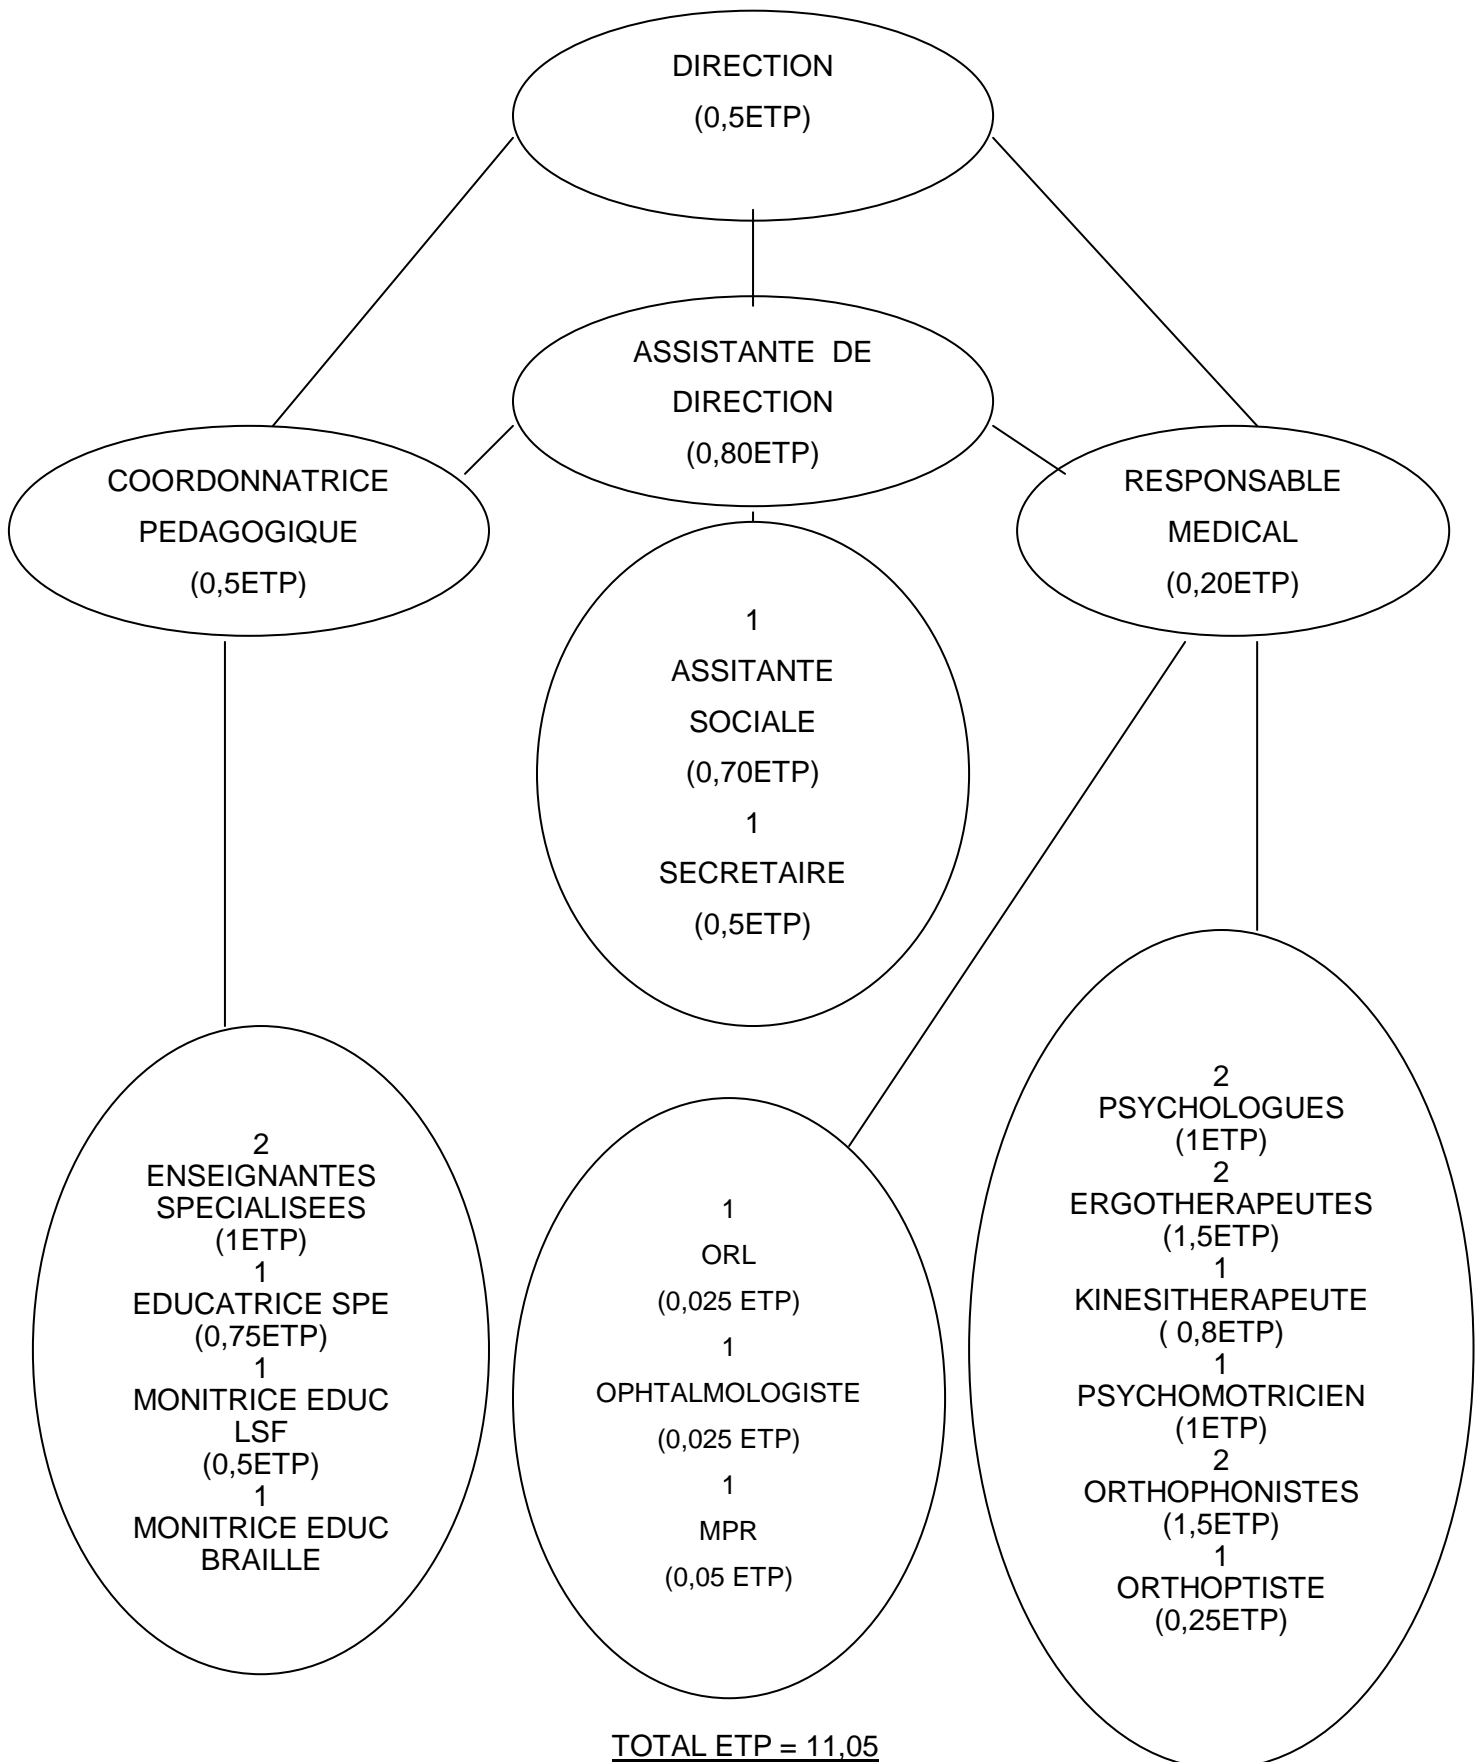 DIRECTION
(0,5ETP)
ASSISTANTE DE
DIRECTION
(0,80ETP)
COORDONNATRICE
PEDAGOGIQUE
(0,5ETP)
RESPONSABLE
MEDICAL
(0,20ETP)
1
ASSITANTE
SOCIALE
(0,70ETP)
1
SECRETAIRE
(0,5ETP)
2
ENSEIGNANTES
SPECIALISEES
(1ETP)
1
EDUCATRICE SPE
(0,75ETP)
1
MONITRICE EDUC
LSF
(0,5ETP)
1
MONITRICE EDUC
BRAILLE
1
ORL
(0,025 ETP)
1
OPHTALMOLOGISTE
(0,025 ETP)
1
MPR
(0,05 ETP)
2
PSYCHOLOGUES
(1ETP)
2
ERGOTHERAPEUTES
(1,5ETP)
1
KINESITHERAPEUTE
( 0,8ETP)
1
PSYCHOMOTRICIEN
(1ETP)
2
ORTHOPHONISTES
(1,5ETP)
1
ORTHOPTISTE
(0,25ETP)
TOTAL ETP = 11,05